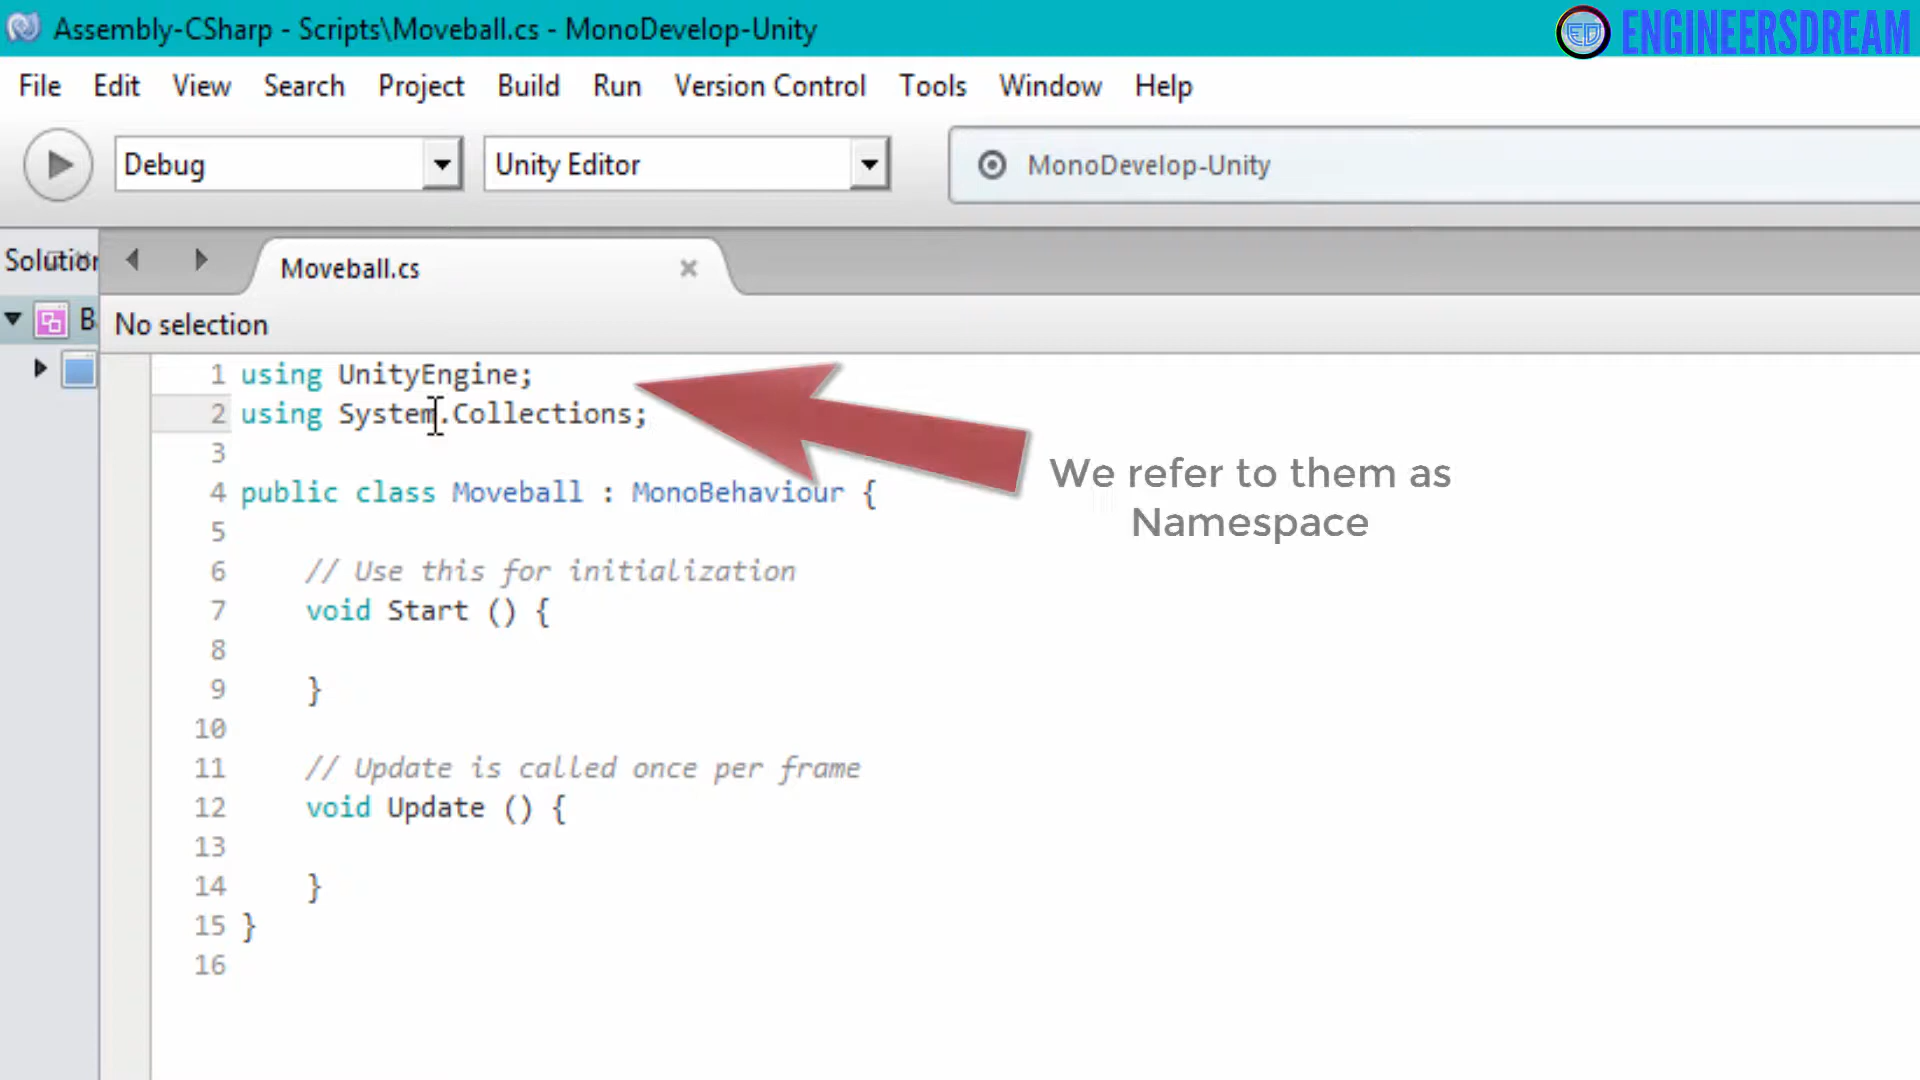 Assembly-CSharp - Scripts\Moveball.cs - MonoDevelop-Unity
ENGINEERSDREAM
File Edit View Search Project Build Run Version Control Tools Window Help
Debug
Unity Editor
MonoDevelop-Unity
Moveball.cs
No selection
1 using UnityEngine;
2 using System.Collections;
3
4 public class Moveball : MonoBehaviour {
5
6 // Use this for initialization
7 void Start () {
8
9 }
10
11 // Update is called once per frame
12 void Update () {
13
14 }
15 }
16
We refer to them as
Namespace